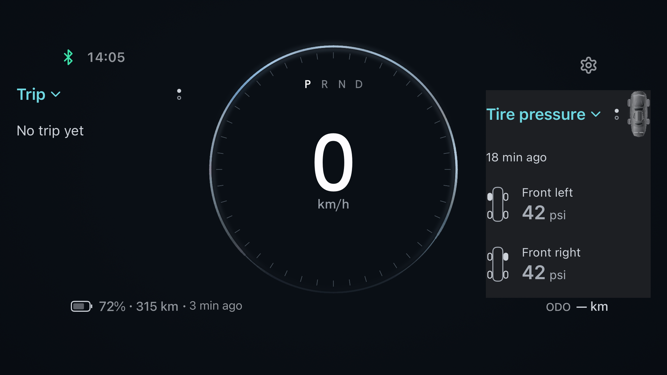 14:05
Trip
No trip yet
P R N D
0
km/h
72% · 315 km · 3 min ago
Tire pressure
18 min ago
Front left
42 psi
Front right
42 psi
ODO — km